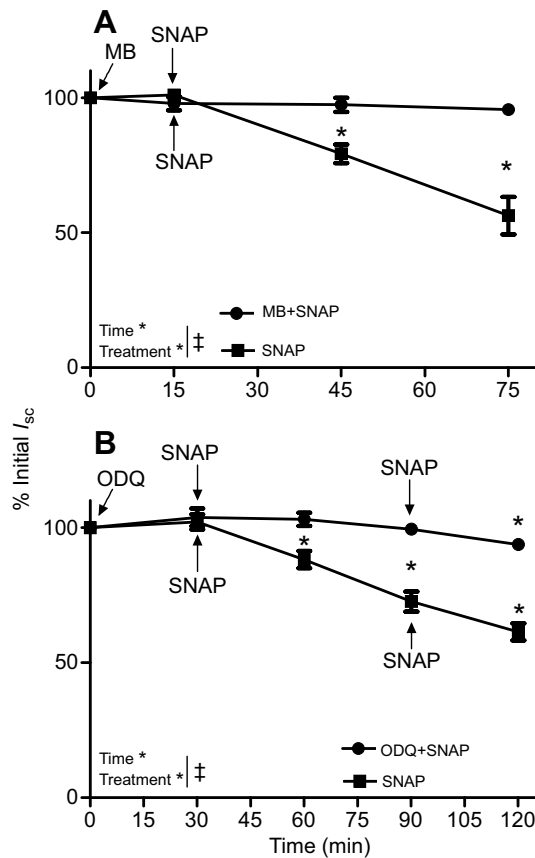 A
SNAP
MB
100
SNAP
*
*
50
MB+SNAP
Time *
Treatment *
‡
SNAP
0
0 15 30 45 60 75
% Initial Isc
B
SNAP
SNAP
ODQ
100
*
*
*
SNAP
*
SNAP
50
ODQ+SNAP
Time *
Treatment *
‡
SNAP
0
0 15 30 45 60 75 90 105 120
Time (min)